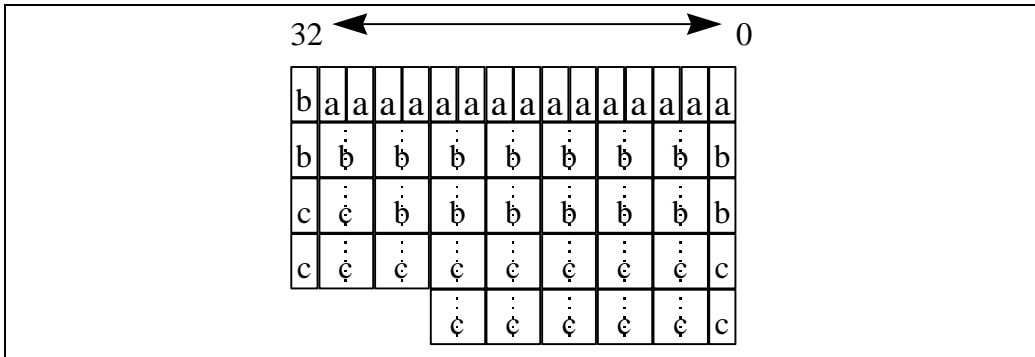 32 0
b a a a a a a a a a a a a a a a
b b b b b b b b b
c c b b b b b b b
c c c c c c c c c
c c c c c c